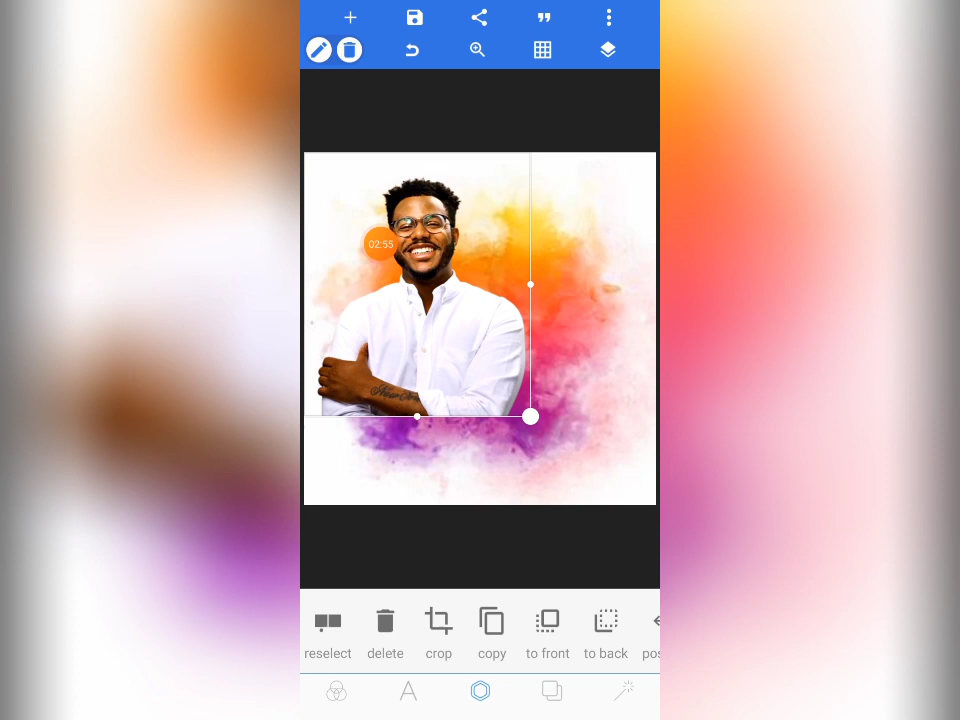 02:55
reselect
delete
crop
copy
to front
to back
pos